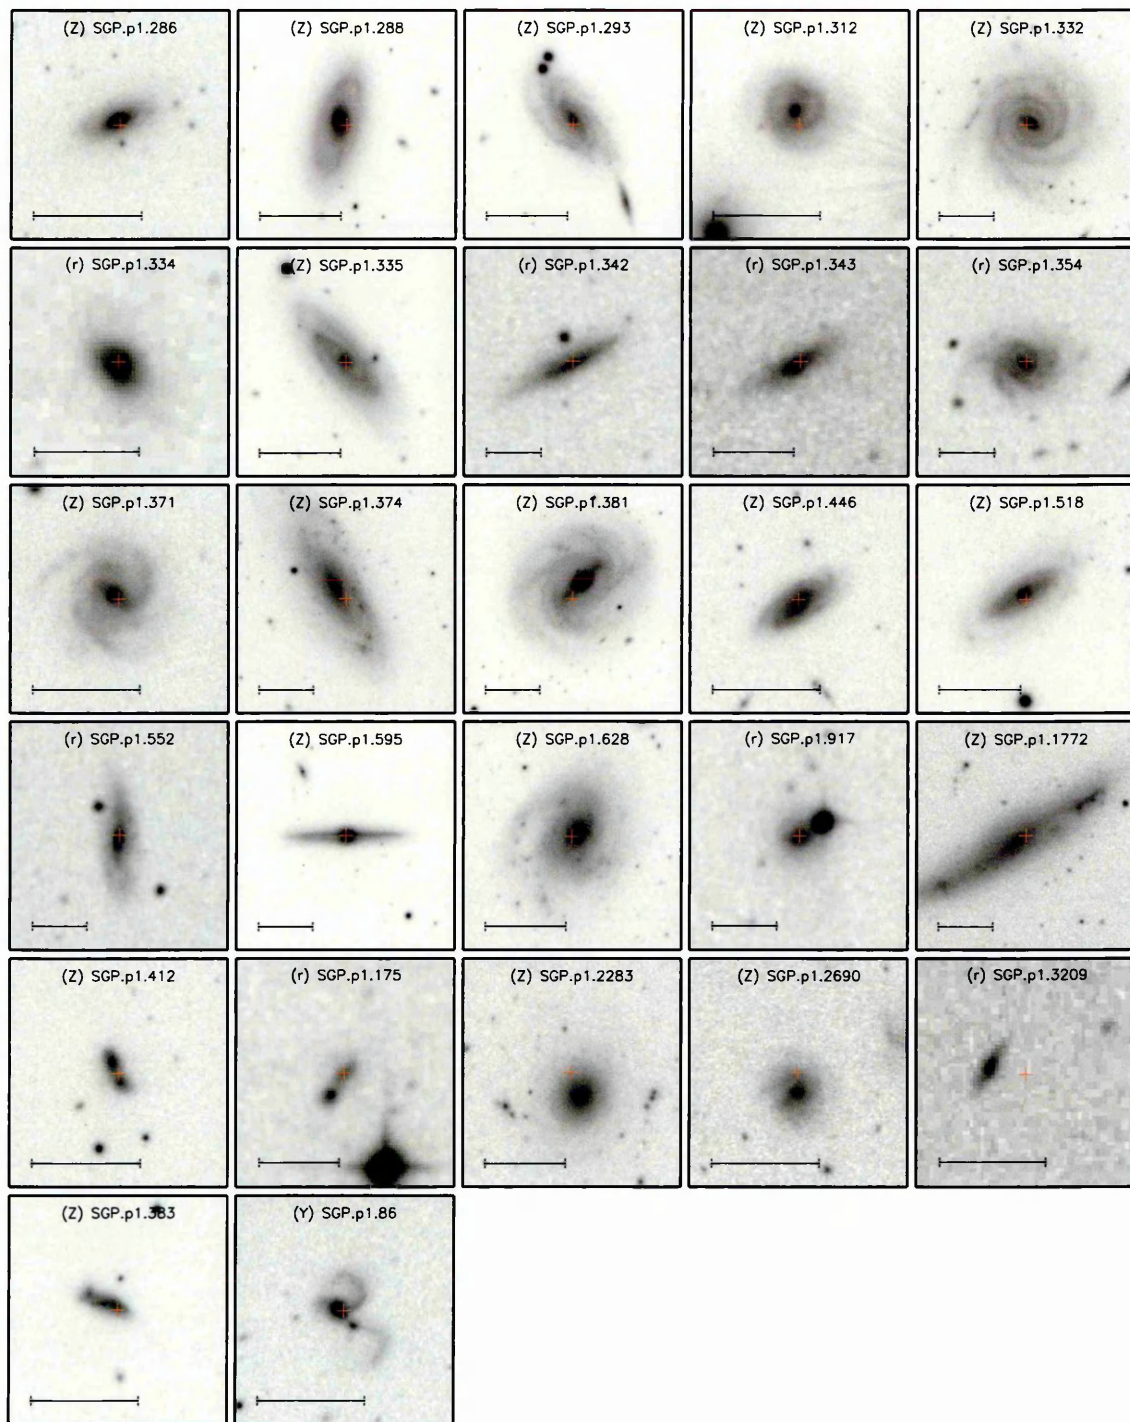 (Z) SGP.p1.286
(Z) SGP.p1.288
(Z) SGP.p1.293
(Z) SGP.p1.312
(Z) SGP.p1.332
(r) SGP.p1.334
(Z) SGP.p1.335
(r) SGP.p1.342
(r) SGP.p1.343
(r) SGP.p1.354
(Z) SGP.p1.371
(Z) SGP.p1.374
(Z) SGP.p1.381
(Z) SGP.p1.446
(Z) SGP.p1.518
(r) SGP.p1.552
(Z) SGP.p1.595
(Z) SGP.p1.628
(r) SGP.p1.917
(Z) SGP.p1.1772
(Z) SGP.p1.412
(r) SGP.p1.175
(Z) SGP.p1.2283
(Z) SGP.p1.2690
(r) SGP.p1.3209
(Z) SGP.p1.383
(Y) SGP.p1.86